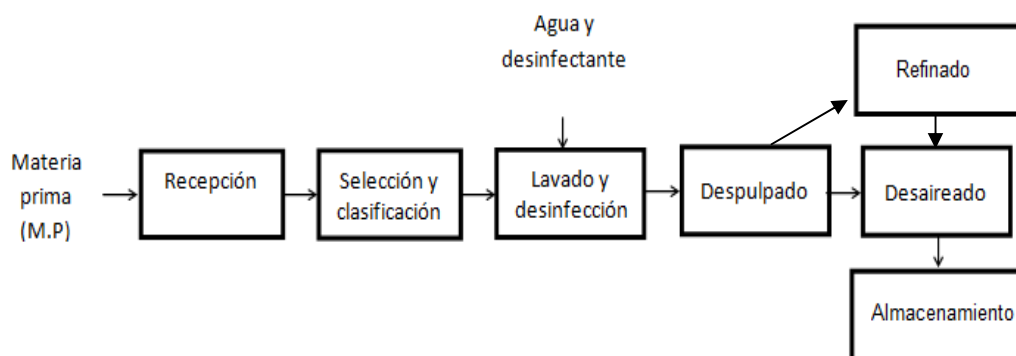 Materia
prima
(M.P)
Recepción
Selección y
clasificación
Agua y
desinfectante
Lavado y
desinfección
Despulpado
Refinado
Desaireado
Almacenamiento